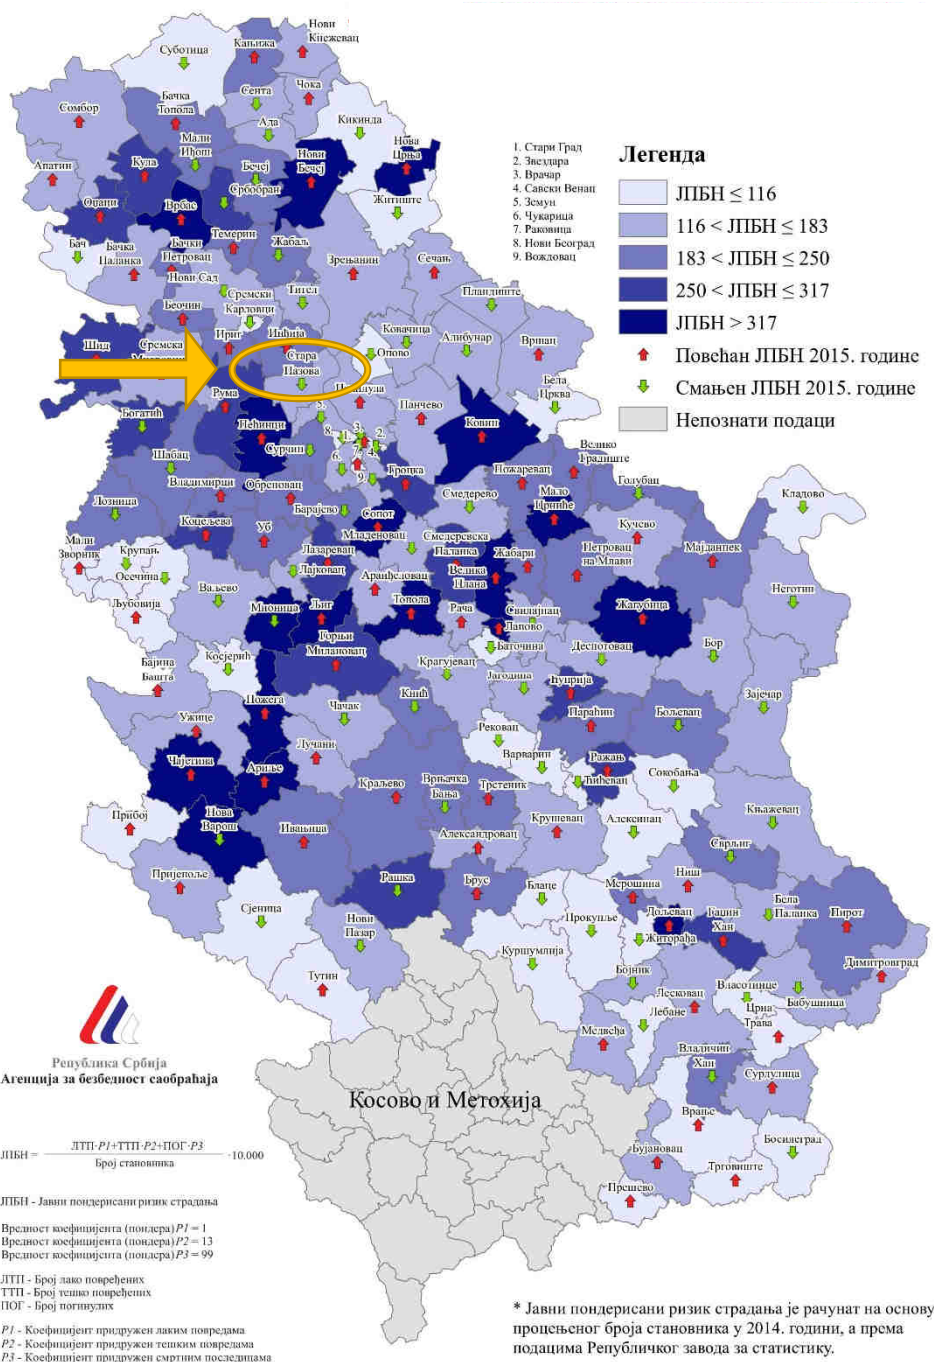 Нови
Кнежевац
Кањижа
Суботица
Чока
Сента
Бачка
Топола
Сомбор
Ада
Кикинда
Мали
Иђош
Нова
Црња
Апатин
Кула
Бечеј
Нови
Бечеј
Србобран
Житиште
Оџаци
Врбас
Темерин
Жабаљ
Бач
Бачка
Паланка
Бачки
Петровац
Зрењанин
Сечањ
Нови Сад
Сремски
Карловци
Тител
Пландиште
Беочин
Ириг
Инђија
Ковачица
Алибунар
Вршац
Шид
Сремска
Стара
Пазова
Опово
Бела
Црква
Рума
Панчево
Богатић
Пећинци
Ковин
Сурчин
Шабац
Гроцка
Пожаревац
Велико
Градиште
Голубац
Кладово
Владимирци
Обреновац
Смедерево
Мало
Црниће
Лозница
Барајево
Сопот
Кучево
Коцељева
Уб
Младеновац
Смедеревска
Паланка
Жабари
Петровац
на Млави
Мајданпек
Мали
Зворник
Крупањ
Лазаревац
Велика
Плана
Осечина
Лајковац
Аранђеловац
Неготин
Ваљево
Љубовија
Мионица
Љиг
Топола
Рача
Свилајнац
Жагубица
Лапово
Горњи
Милановац
Баточина
Деспотовац
Бор
Косјерић
Бајина
Башта
Крагујевац
Јагодина
Ћуприја
Зајечар
Пожега
Чачак
Кнић
Параћин
Бољевац
Ужице
Рековац
Лучани
Варварин
Ражањ
Чајетина
Ариље
Ћићевац
Сокобања
Краљево
Врњачка
Бања
Трстеник
Прибој
Нова
Варош
Ивањица
Александровац
Крушевац
Алексинац
Књажевац
Сврљиг
Пријепоље
Рашка
Брус
Блаце
Мерошина
Ниш
Бела
Паланка
Пирот
Сјеница
Нови
Пазар
Прокупље
Дољевац
Гаџин
Хан
Житорађа
Куршумлија
Димитровград
Тутин
Бојник
Власотинце
Бабушница
Лесковац
Лебане
Црна
Трава
Медвеђа
Владичин
Хан
Сурдулица
Врање
Босилеград
Бујановац
Трговиште
Прешево
Косово и Метохија
1. Стари Град
2. Звездара
3. Врачар
4. Савски Венац
5. Земун
6. Чукарица
7. Раковица
8. Нови Београд
9. Вождовац
Легенда
ЈПБН ≤ 116
116 < ЈПБН ≤ 183
183 < ЈПБН ≤ 250
250 < ЈПБН ≤ 317
ЈПБН > 317
Повећан ЈПБН 2015. године
Смањен ЈПБН 2015. године
Непознати подаци
Република Србија
Агенција за безбедност саобраћаја
ЈПБН = ЛТП·P1+ТТП·P2+ПОГ·P3
Број становника
·10.000
ЈПБН - Јавни пондерисани ризик страдања
Вредност коефицијента (пондера) P1 = 1
Вредност коефицијента (пондера) P2 = 13
Вредност коефицијента (пондера) P3 = 99
ЛТП - Број лако повређених
ТТП - Број тешко повређених
ПОГ - Број погинулих
P1 - Коефицијент придружен лаким повредама
P2 - Коефицијент придружен тешким повредама
P3 - Коефицијент придружен смртним последицама
* Јавни пондерисани ризик страдања је рачунат на основу
процењеног броја становника у 2014. години, а према
подацима Републичког завода за статистику.